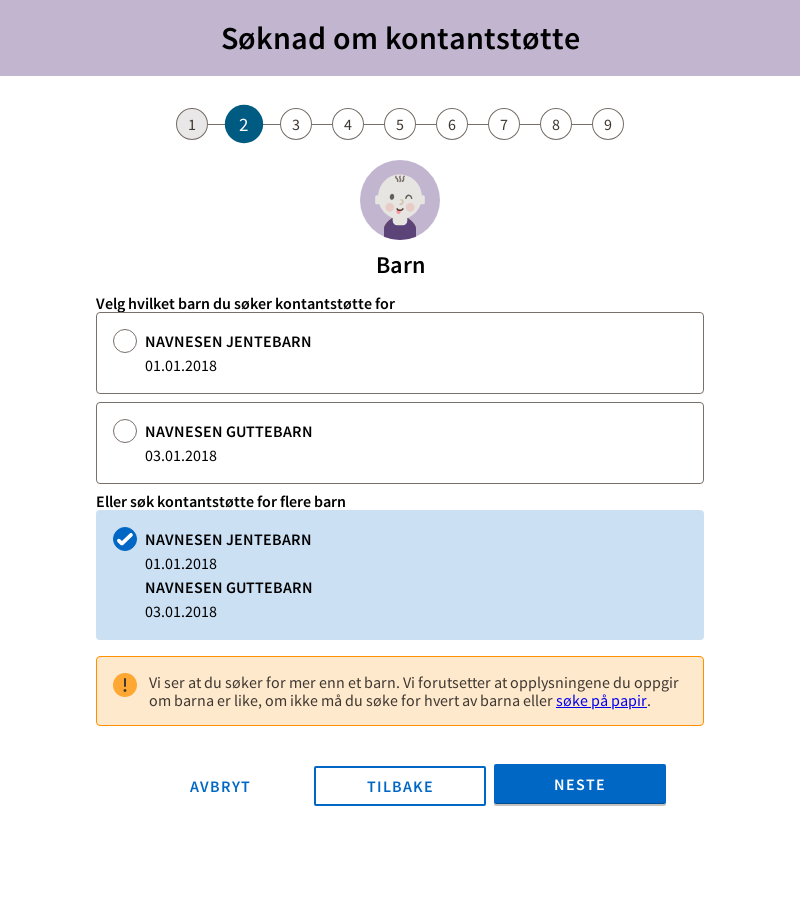 Søknad om kontantstøtte
1 2 3 4 5 6 7 8 9
Barn
Velg hvilket barn du søker kontantstøtte for
NAVNESEN JENTEBARN
01.01.2018
NAVNESEN GUTTEBARN
03.01.2018
Eller søk kontantstøtte for flere barn
NAVNESEN JENTEBARN
01.01.2018
NAVNESEN GUTTEBARN
03.01.2018
Vi ser at du søker for mer enn et barn. Vi forutsetter at opplysningene du oppgir
om barna er like, om ikke må du søke for hvert av barna eller søke på papir.
AVBRYT TILBAKE NESTE